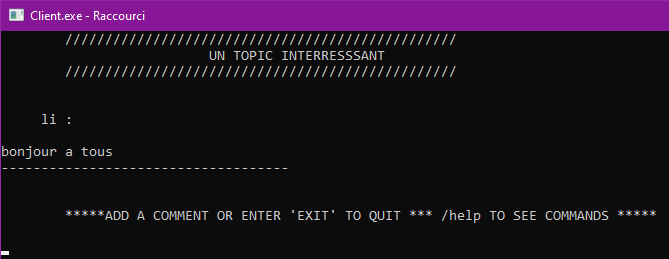 Client.exe - Raccourci
/////////////////////////////////////////////////
UN TOPIC INTERRESSSANT
/////////////////////////////////////////////////
li :
bonjour a tous
------------------------------------
*****ADD A COMMENT OR ENTER 'EXIT' TO QUIT *** /help TO SEE COMMANDS *****